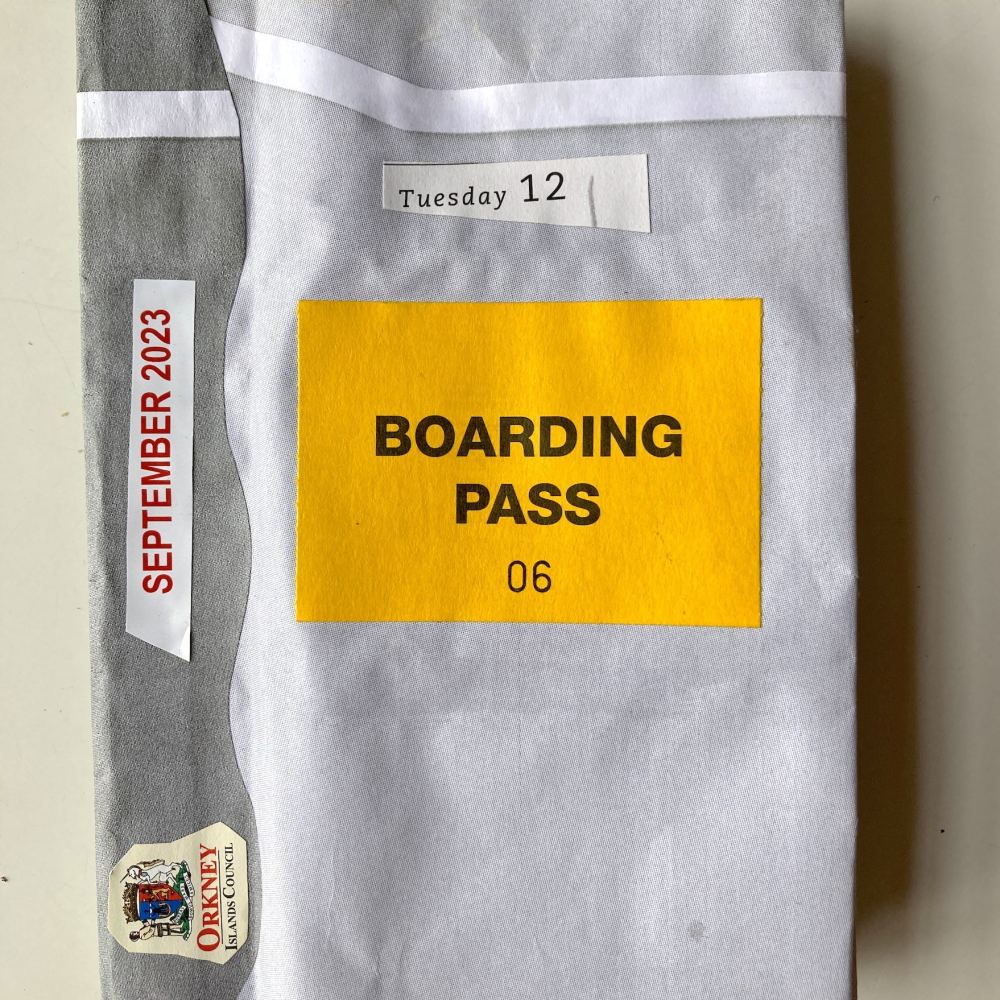 Tuesday 12
SEPTEMBER 2023
BOARDING
PASS
06
ORKNEY
ISLANDS COUNCIL